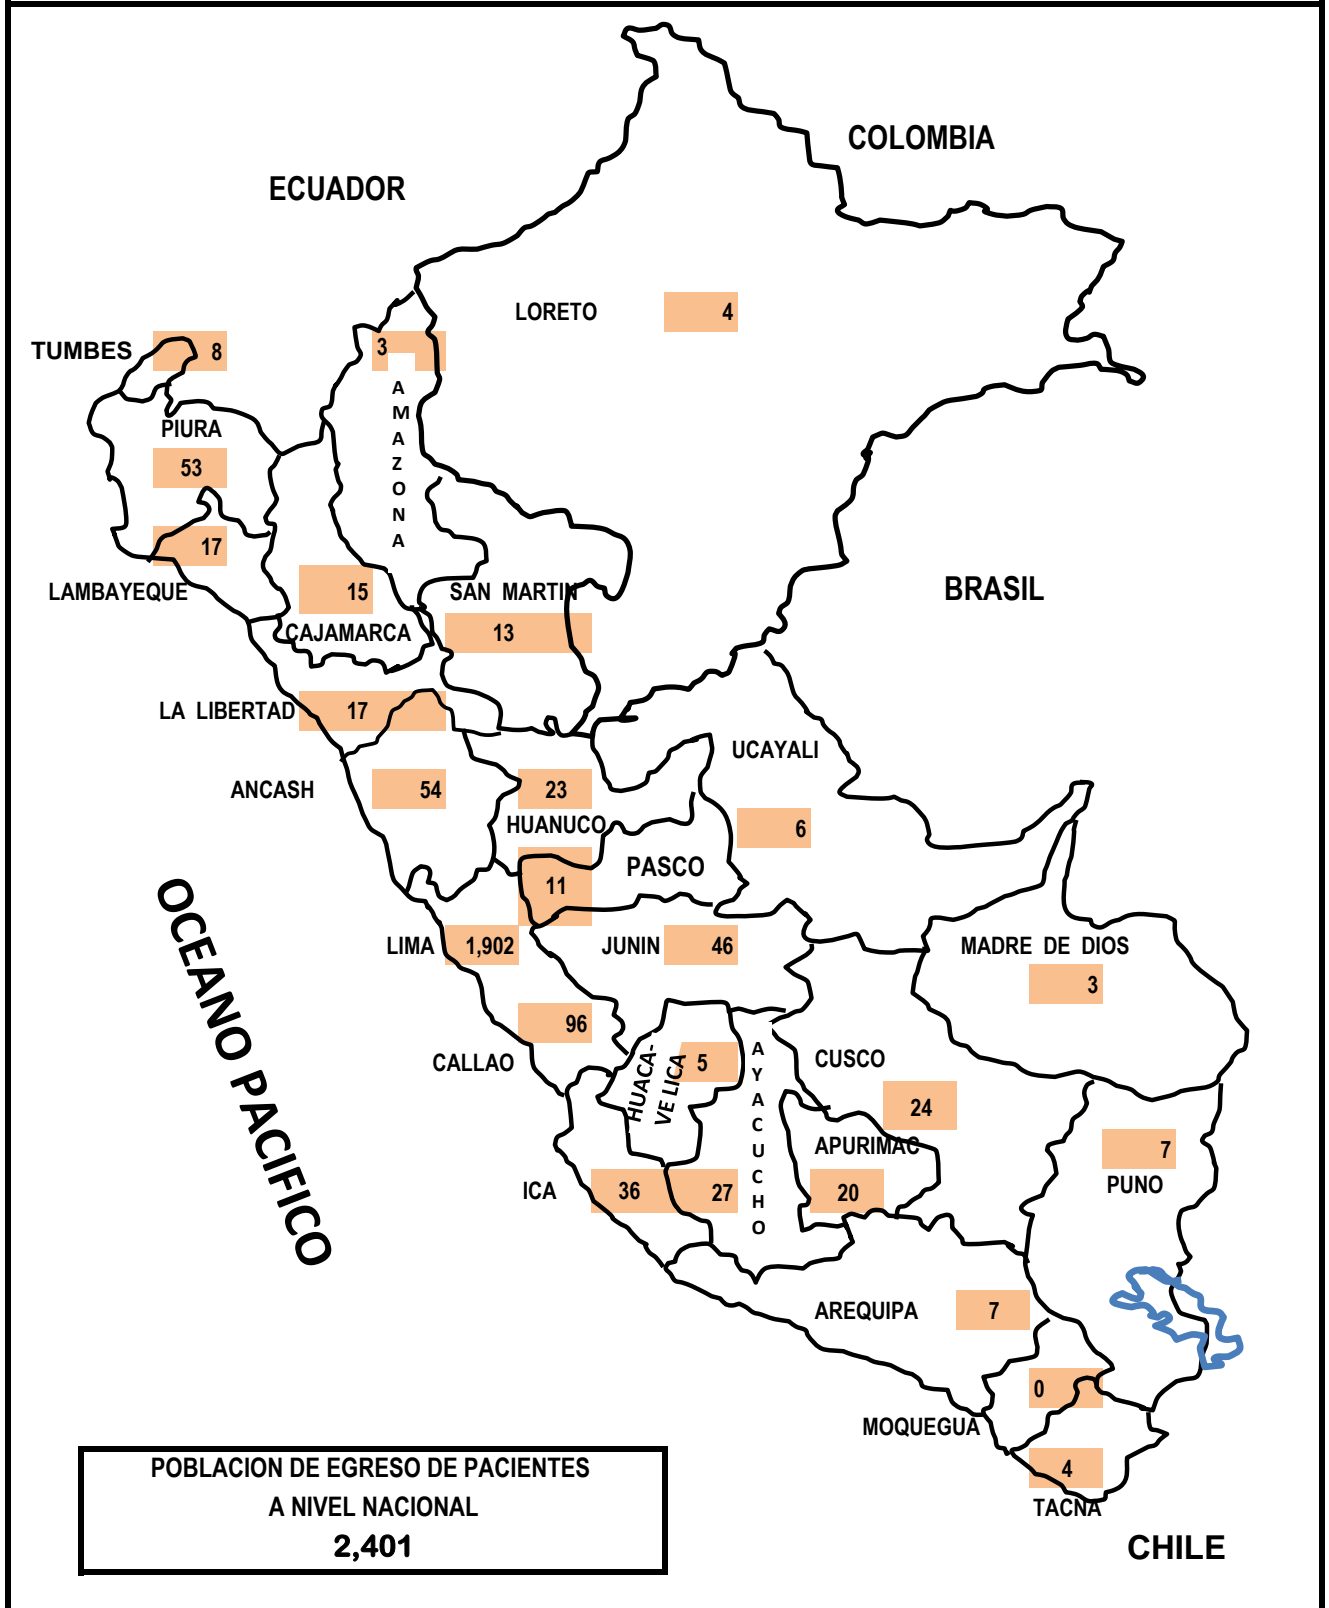 COLOMBIA
ECUADOR
LORETO 4
TUMBES 8
3
AMAZONA
PIURA
53
17
LAMBAYEQUE
15
CAJAMARCA
SAN MARTIN
13
BRASIL
LA LIBERTAD 17
UCAYALI
6
ANCASH 54
23
HUANUCO
PASCO
11
LIMA 1,902
JUNIN 46
MADRE DE DIOS
3
OCEANO PACIFICO
96
CALLAO
HUACA-
VE LICA
5
AYACUCHO
CUSCO
24
APURIMAC
20
7
PUNO
ICA 36
27
AREQUIPA 7
0
MOQUEGUA
4
TACNA
POBLACION DE EGRESO DE PACIENTES
A NIVEL NACIONAL
2,401
CHILE